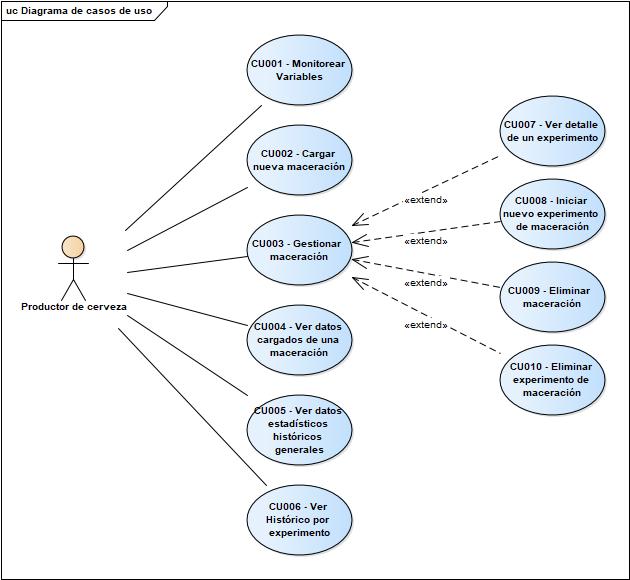 uc Diagrama de casos de uso
CU001 - Monitorear
Variables
CU002 - Cargar
nueva maceración
CU003 - Gestionar
maceración
CU004 - Ver datos
cargados de una
maceración
CU005 - Ver datos
estadísticos
históricos
generales
CU006 - Ver
Histórico por
experimento
Productor de cerveza
CU007 - Ver detalle
de un experimento
CU008 - Iniciar
nuevo experimento
de maceración
CU009 - Eliminar
maceración
CU010 - Eliminar
experimento de
maceración
«extend»
«extend»
«extend»
«extend»